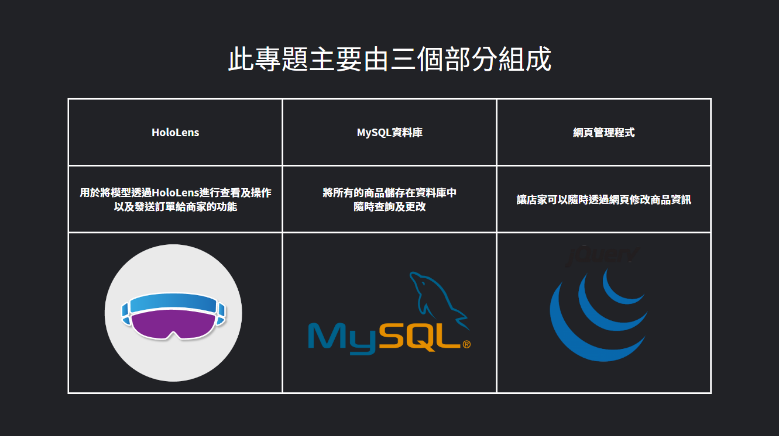 此專題主要由三個部分組成
HoloLens
MySQL資料庫
網頁管理程式
用於將模型透過HoloLens進行查看及操作
以及發送訂單給商家的功能
將所有的商品儲存在資料庫中
隨時查詢及更改
讓店家可以隨時透過網頁修改商品資訊
MySQL®
jQuery